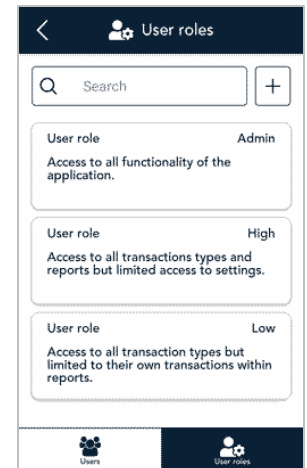 User roles
Search
User role Admin
Access to all functionality of the
application.
User role High
Access to all transactions types and
reports but limited access to settings.
User role Low
Access to all transaction types but
limited to their own transactions within
reports.
Users User roles